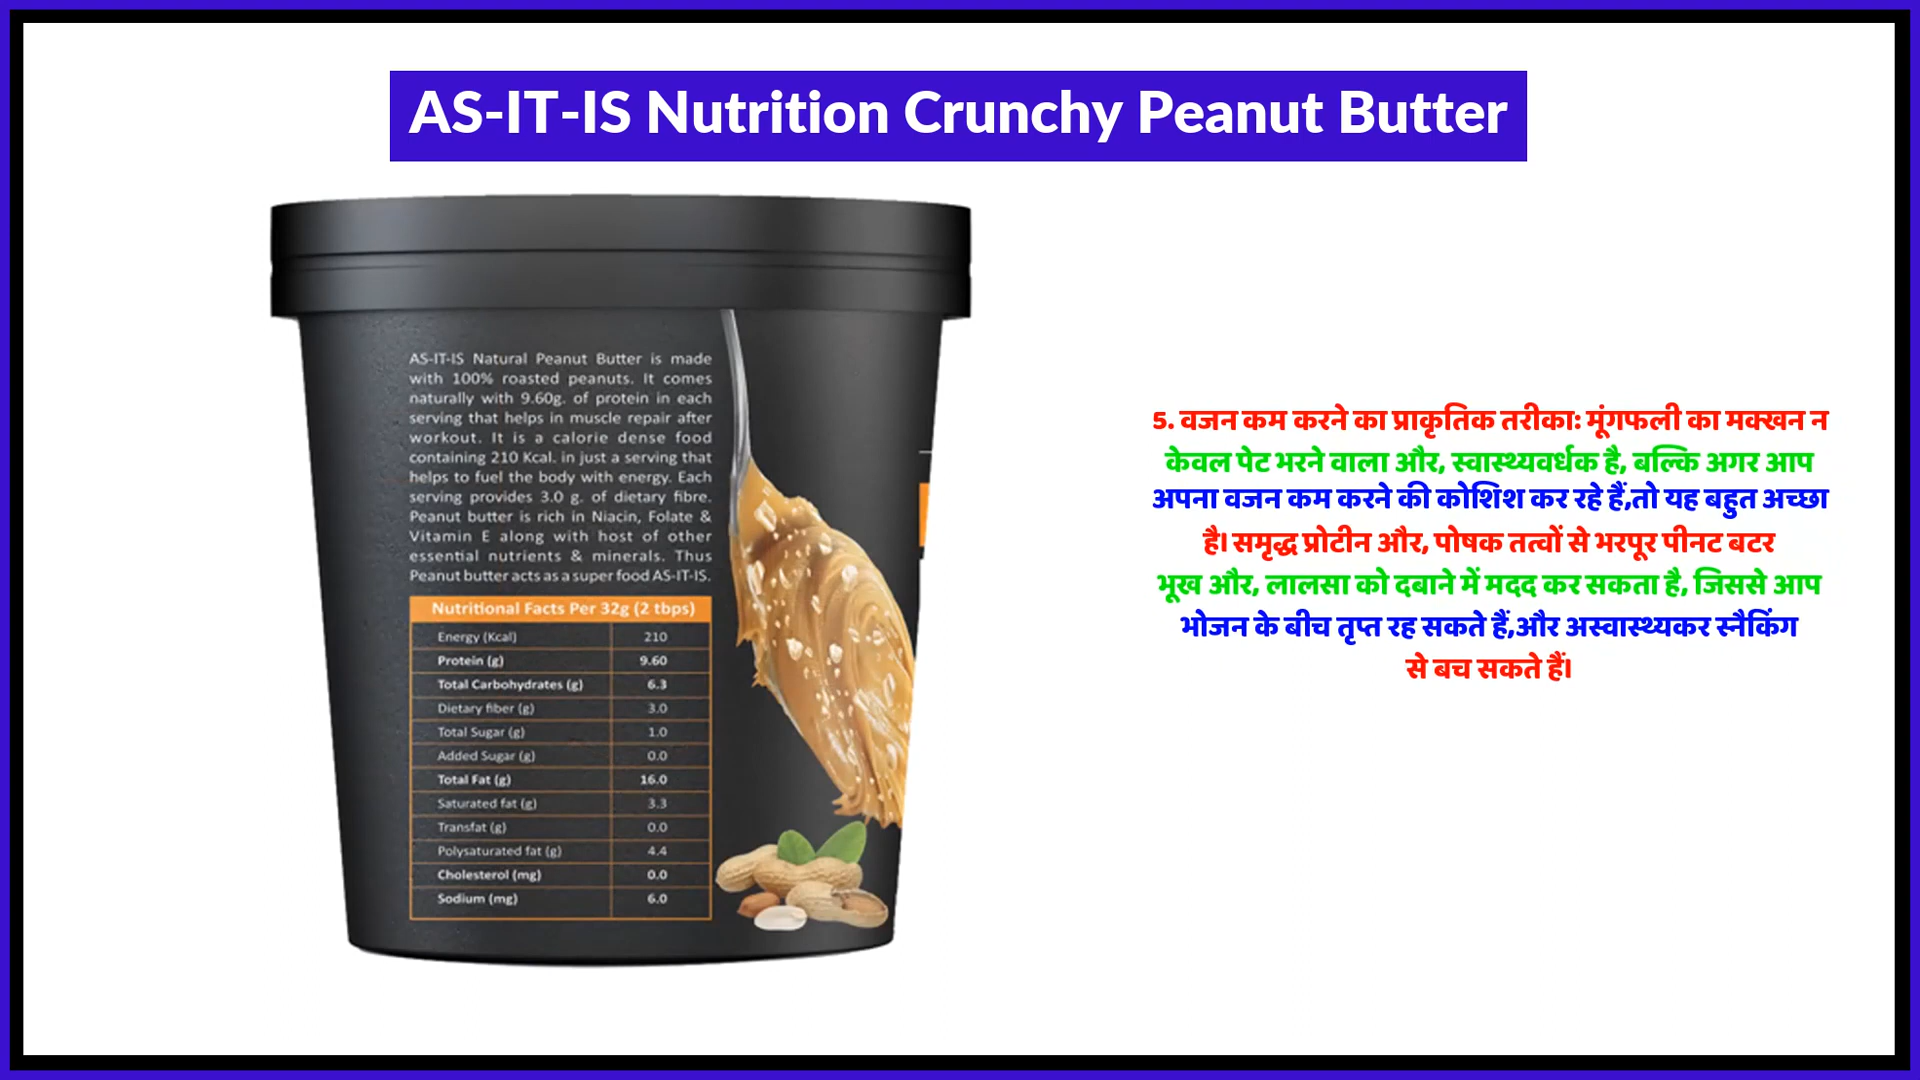 AS-IT-IS Nutrition Crunchy Peanut Butter
AS-IT-IS Natural Peanut Butter is made
with 100% roasted peanuts. It comes
naturally with 9.60g. of protein in each
serving that helps in muscle repair after
workout. It is a calorie dense food
containing 210 Kcal. in just a serving that
helps to fuel the body with energy. Each
serving provides 3.0 g. of dietary fibre.
Peanut butter is rich in Niacin, Folate &
Vitamin E along with host of other
essential nutrients & minerals. Thus
Peanut butter acts as a super food AS-IT-IS.
Nutritional Facts Per 32g (2 tbps)
Energy (Kcal) 210
Protein (g) 9.60
Total Carbohydrates (g) 6.3
Dietary fiber (g) 3.0
Total Sugar (g) 1.0
Added Sugar (g) 0.0
Total Fat (g) 16.0
Saturated fat (g) 3.3
Transfat (g) 0.0
Polysaturated fat (g) 4.4
Cholesterol (mg) 0.0
Sodium (mg) 6.0
5. वजन कम करने का प्राकृतिक तरीका: मूंगफली का मक्खन न
केवल पेट भरने वाला और, स्वास्थ्यवर्धक है, बल्कि अगर आप
अपना वजन कम करने की कोशिश कर रहे हैं,तो यह बहुत अच्छा
है। समृद्ध प्रोटीन और, पोषक तत्वों से भरपूर पीनट बटर
भूख और, लालसा को दबाने में मदद कर सकता है, जिससे आप
भोजन के बीच तृप्त रह सकते हैं,और अस्वास्थ्यकर स्नैकिंग
से बच सकते हैं।